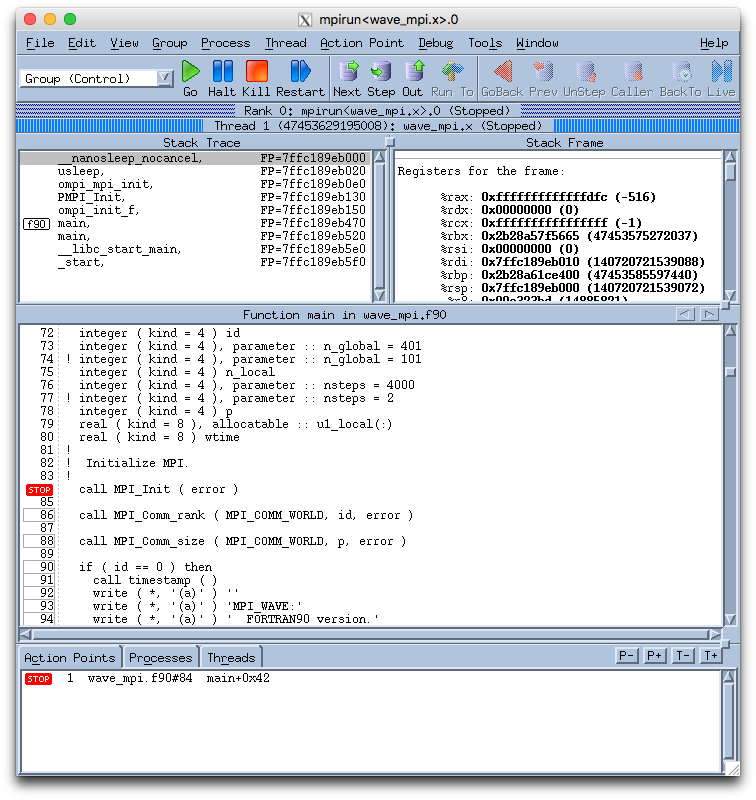 mpirun<wave_mpi.x>.0
File Edit View Group Process Thread Action Point Debug Tools Window Help
Group (Control)
Go Halt Kill Restart Next Step Out Run To GoBack Prev UnStep Caller BackTo Live
Rank 0: mpirun<wave_mpi.x>.0 (Stopped)
Thread 1 (47453629195008): wave_mpi.x (Stopped)
Stack Trace
__nanosleep_nocancel, FP=7ffc189eb000
usleep, FP=7ffc189eb020
ompi_mpi_init, FP=7ffc189eb0e0
PMPI_Init, FP=7ffc189eb130
ompi_init_f, FP=7ffc189eb150
f90 main, FP=7ffc189eb470
main, FP=7ffc189eb520
__libc_start_main, FP=7ffc189eb5e0
_start, FP=7ffc189eb5f0
Stack Frame
Registers for the frame:
%rax: 0xfffffffffffffdfc (-516)
%rdx: 0x00000000 (0)
%rcx: 0xffffffffffffffff (-1)
%rbx: 0x2b28a57f5665 (47453575272037)
%rsi: 0x00000000 (0)
%rdi: 0x7ffc189eb010 (140720721539088)
%rbp: 0x2b28a61ce400 (47453585597440)
%rsp: 0x7ffc189eb000 (140720721539072)
Function main in wave_mpi.f90
72 integer ( kind = 4 ) id
73 integer ( kind = 4 ), parameter :: n_global = 401
74 ! integer ( kind = 4 ), parameter :: n_global = 101
75 integer ( kind = 4 ) n_local
76 integer ( kind = 4 ), parameter :: nsteps = 4000
77 ! integer ( kind = 4 ), parameter :: nsteps = 2
78 integer ( kind = 4 ) p
79 real ( kind = 8 ), allocatable :: u1_local(:)
80 real ( kind = 8 ) wtime
81 !
82 ! Initialize MPI.
83 !
STOP call MPI_Init ( error )
85
86 call MPI_Comm_rank ( MPI_COMM_WORLD, id, error )
87
88 call MPI_Comm_size ( MPI_COMM_WORLD, p, error )
89
90 if ( id == 0 ) then
91 call timestamp ( )
92 write ( *, '(a)' ) ''
93 write ( *, '(a)' ) 'MPI_WAVE:'
94 write ( *, '(a)' ) '  FORTRAN90 version.'
Action Points Processes Threads P- P+ T- T+
STOP 1 wave_mpi.f90#84 main+0x42